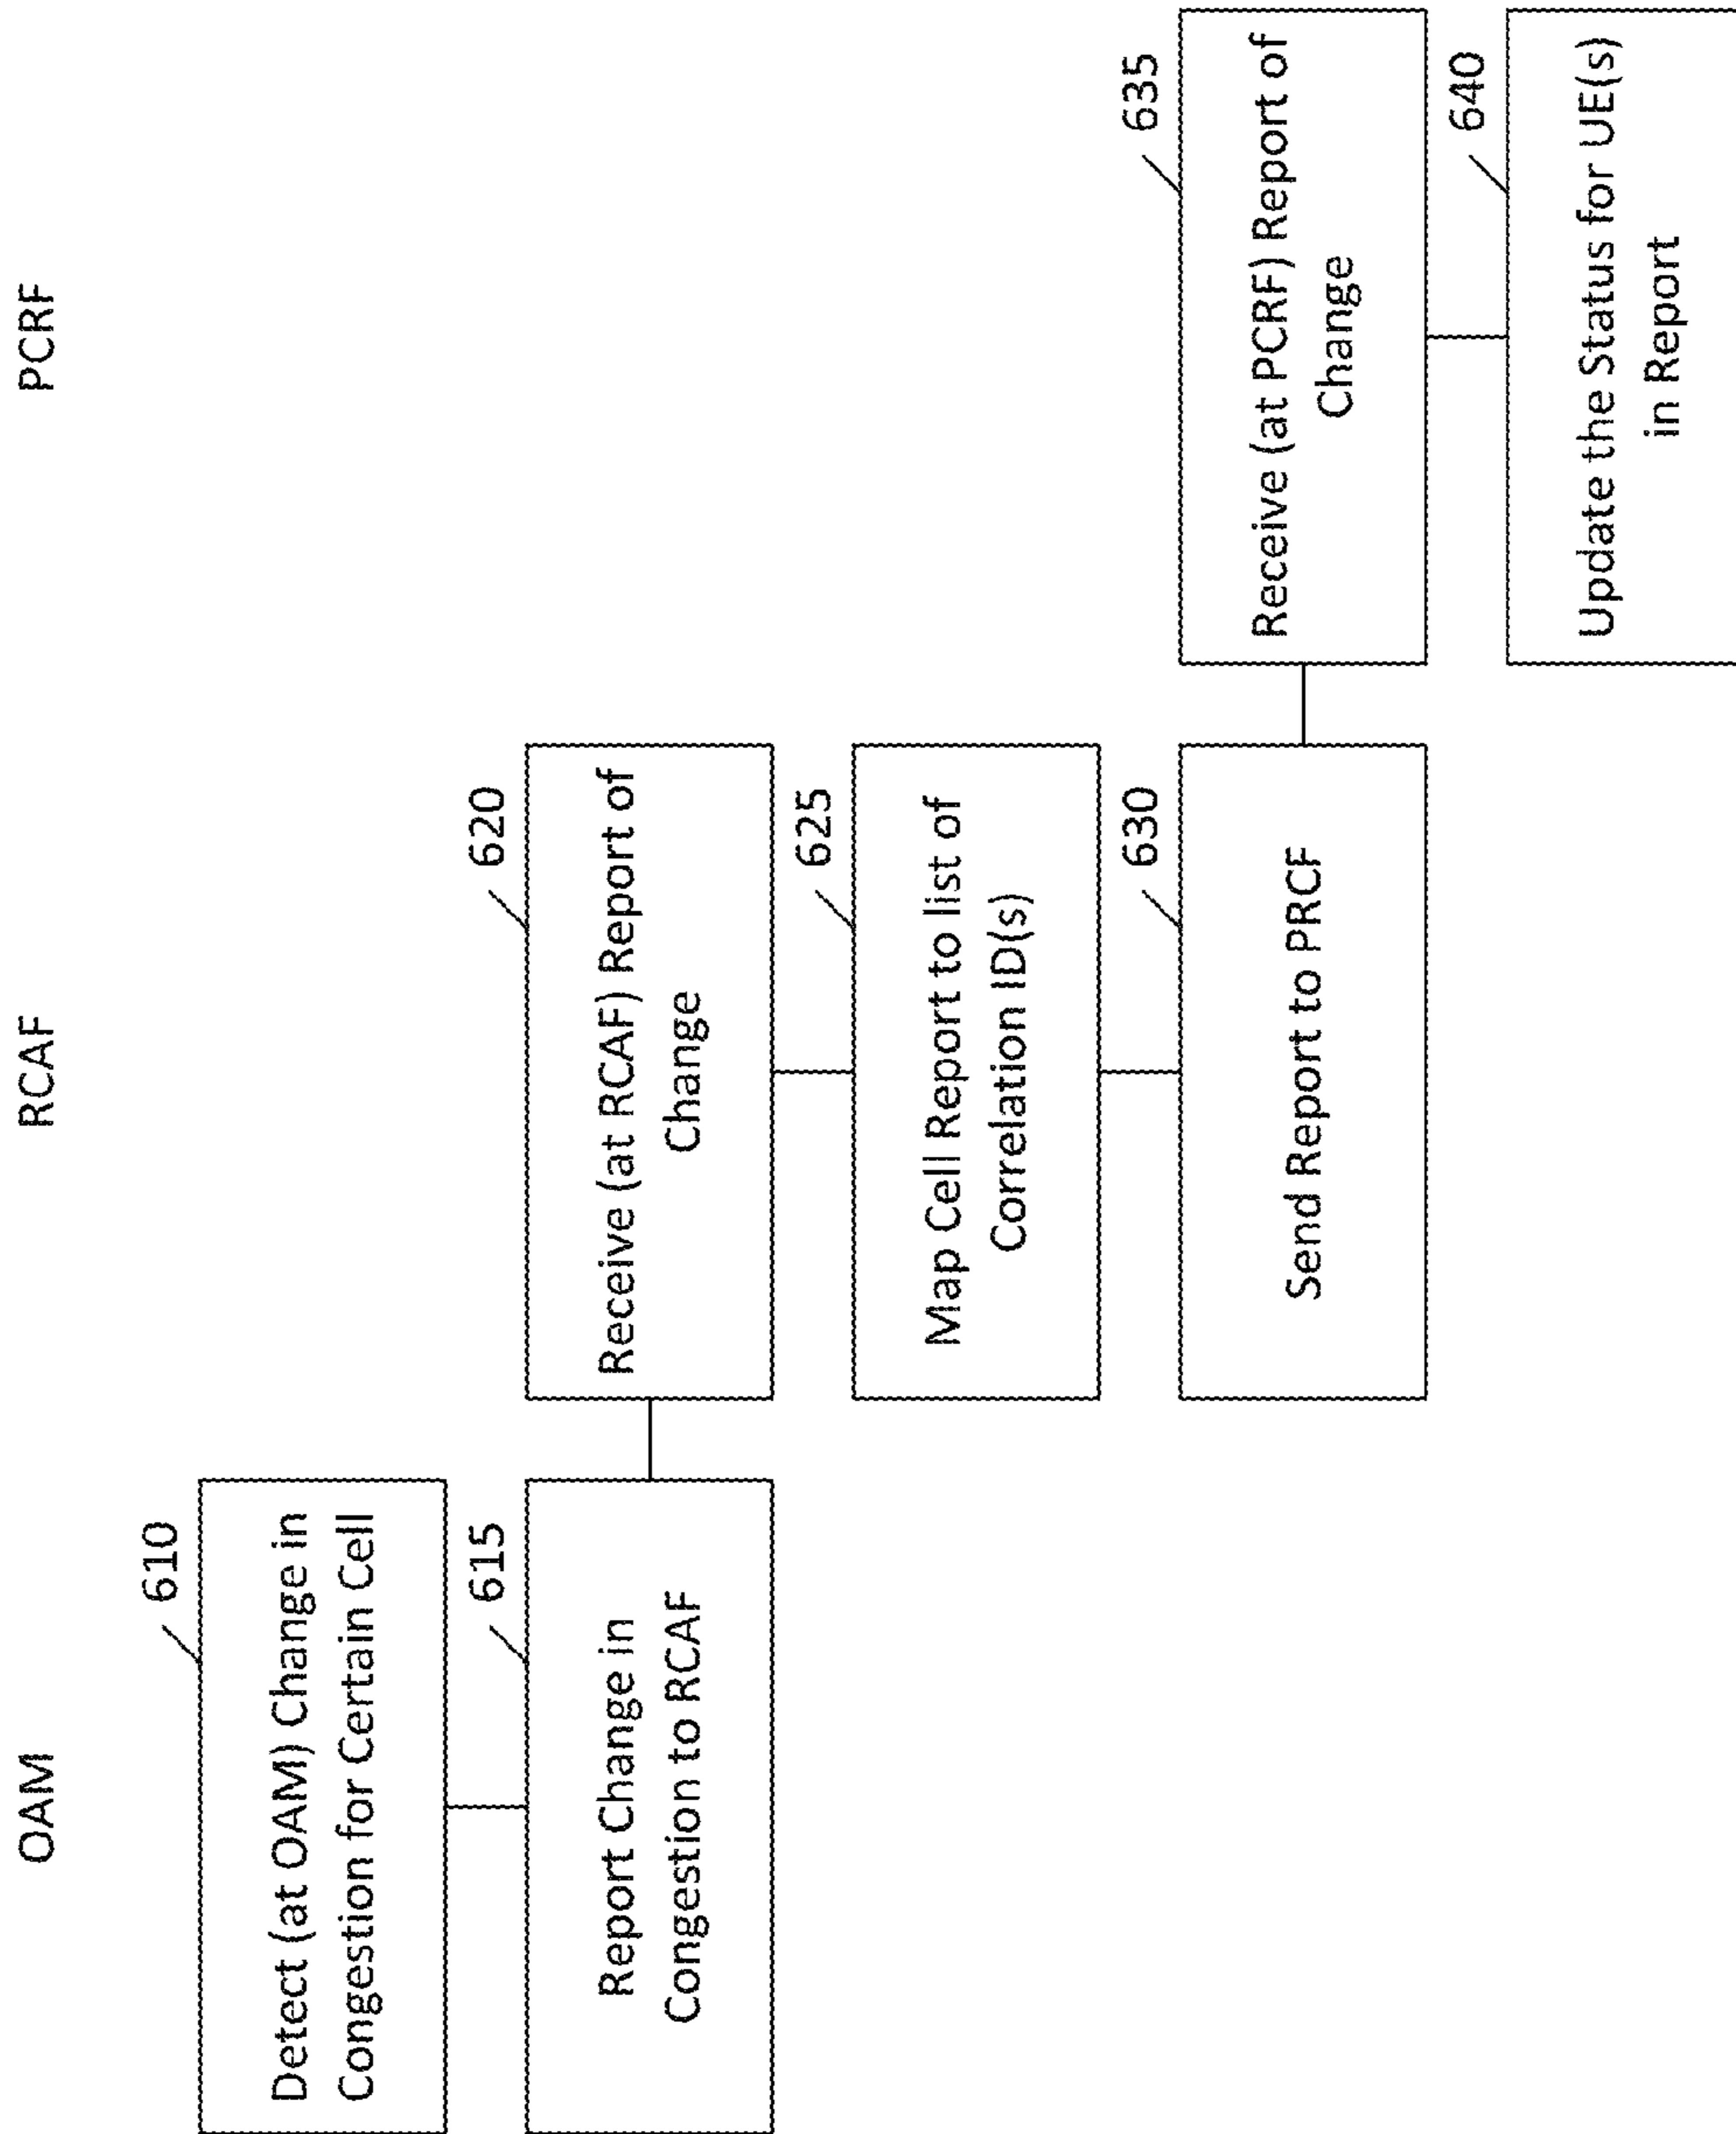 OAM
RCAF
PCRF
610
Detect (at OAM) Change in
Congestion for Certain Cell
615
Report Change in
Congestion to RCAF
620
Receive (at RCAF) Report of
Change
625
Map Cell Report to list of
Correlation ID(s)
630
Send Report to PRCF
635
Receive (at PCRF) Report of
Change
640
Update the Status for UE(s)
in Report